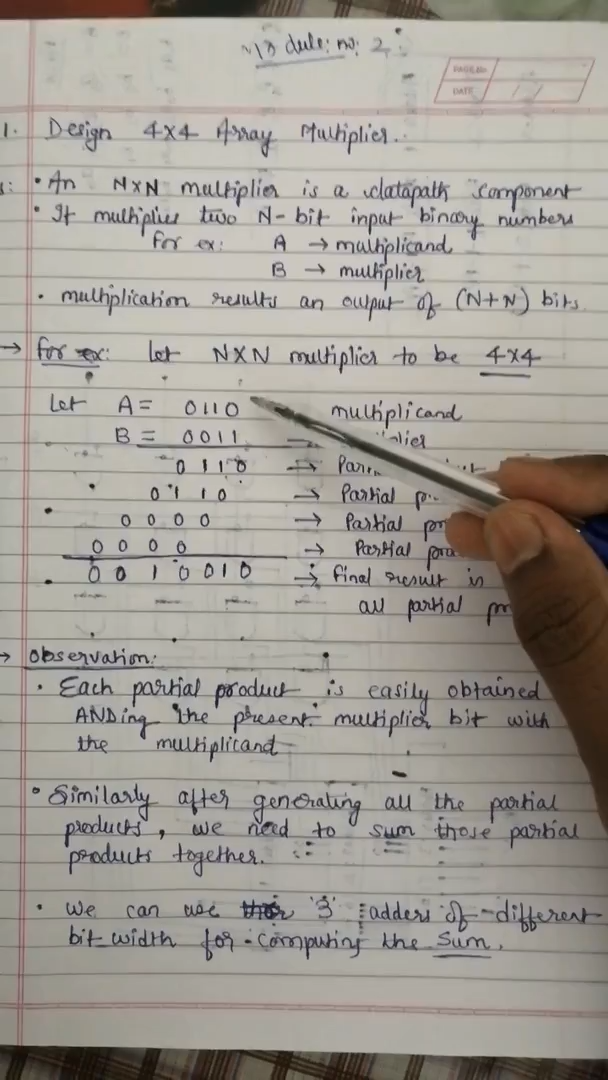 Module: no: 2
PAGE No.
DATE
1. Design 4x4 Array Multiplier.
s: • An NxN multiplier is a datapath component
• It multiplies two N-bit input binary numbers
For ex: A → multiplicand
B → multiplier
• multiplication results an output of (N+N) bits.
→ for ex: let NXN multiplier to be 4x4
Let A = 0110 multiplicand
B = 0011
0110 →
0110 → Partial
0000 → Partial
0000 → Partial
0010010 → final result is
all partial
→ Observation:
• Each partial product is easily obtained
ANDing the present multiplier bit with
the multiplicand
• Similarly after generating all the partial
products, we need to sum those partial
products together.
• we can use '3' adders of different
bit width for computing the sum.